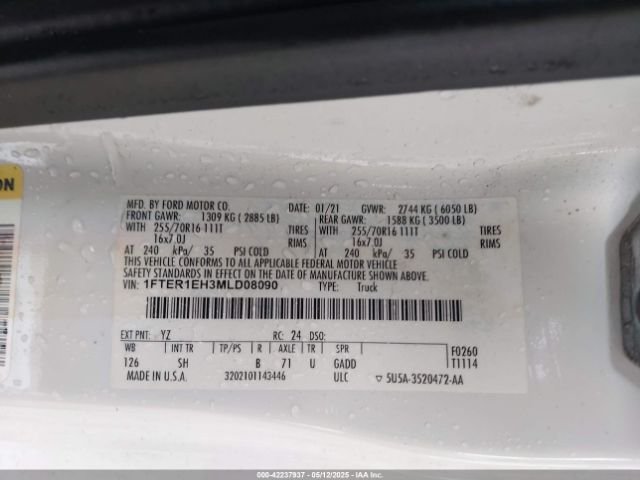 ON
MFD. BY FORD MOTOR CO. DATE: 01/21 GVWR: 2744 KG ( 6050 LB)
FRONT GAWR: 1309 KG ( 2885 LB) REAR GAWR: 1588 KG ( 3500 LB)
WITH 255/70R16 111T TIRES WITH 255/70R16 111T TIRES
16x7.0J RIMS 16x7.0J RIMS
AT 240 kPa/ 35 PSI COLD AT 240 kPa/ 35 PSI COLD
THIS VEHICLE CONFORMS TO ALL APPLICABLE FEDERAL MOTOR VEHICLE
SAFETY STANDARDS IN EFFECT ON THE DATE OF MANUFACTURE SHOWN ABOVE.
VIN: 1FTER1EH3MLD08090 TYPE: Truck
EXT PNT: YZ RC: 24 DSO:
WB INT TR TP/PS R AXLE TR SPR F0260
126 SH B 71 U GADD T1114
MADE IN U.S.A. 3202101143446 ULC ▽ 5U5A-3520472-AA
000-42237937 - 05/12/2025 - IAAI